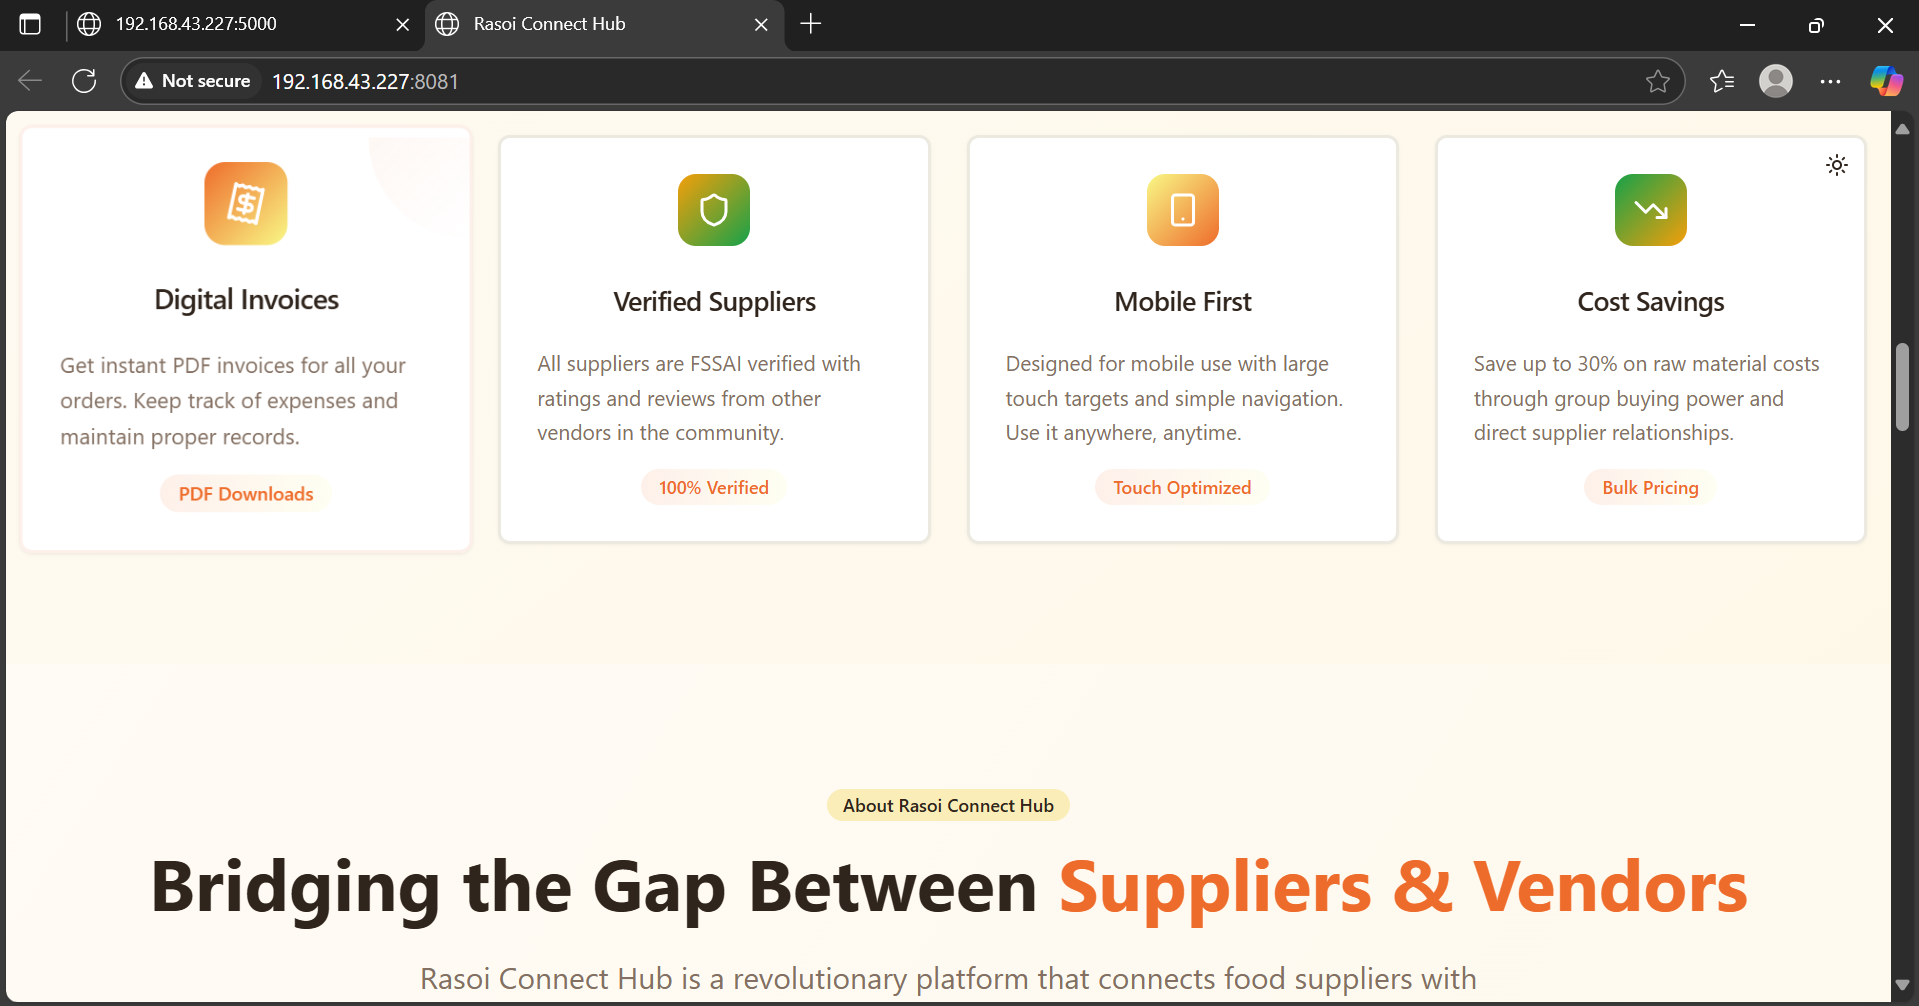 192.168.43.227:5000
Rasoi Connect Hub
Not secure
192.168.43.227:8081
Digital Invoices
Get instant PDF invoices for all your
orders. Keep track of expenses and
maintain proper records.
PDF Downloads
Verified Suppliers
All suppliers are FSSAI verified with
ratings and reviews from other
vendors in the community.
100% Verified
Mobile First
Designed for mobile use with large
touch targets and simple navigation.
Use it anywhere, anytime.
Touch Optimized
Cost Savings
Save up to 30% on raw material costs
through group buying power and
direct supplier relationships.
Bulk Pricing
About Rasoi Connect Hub
Bridging the Gap Between Suppliers & Vendors
Rasoi Connect Hub is a revolutionary platform that connects food suppliers with